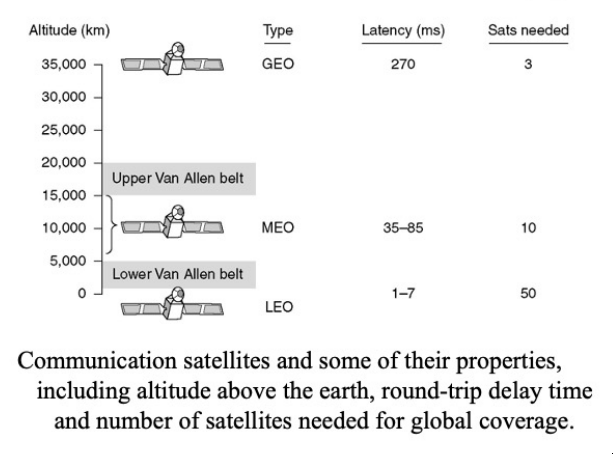 Altitude (km) Type Latency (ms) Sats needed
35,000 GEO 270 3
30,000
25,000
20,000
Upper Van Allen belt
15,000
10,000 MEO 35–85 10
5,000
Lower Van Allen belt
0 LEO 1–7 50
Communication satellites and some of their properties,
including altitude above the earth, round-trip delay time
and number of satellites needed for global coverage.